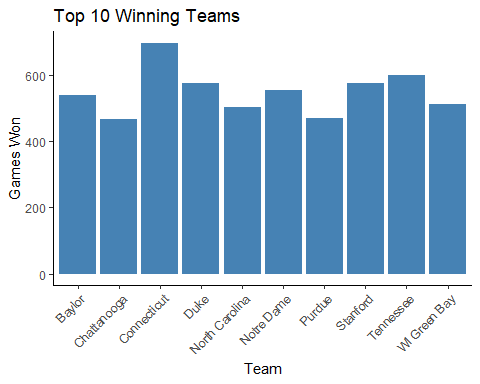 Top 10 Winning Teams
Games Won
600
400
200
0
Baylor
Chattanooga
Connecticut
Duke
North Carolina
Notre Dame
Purdue
Stanford
Tennessee
WI Green Bay
Team